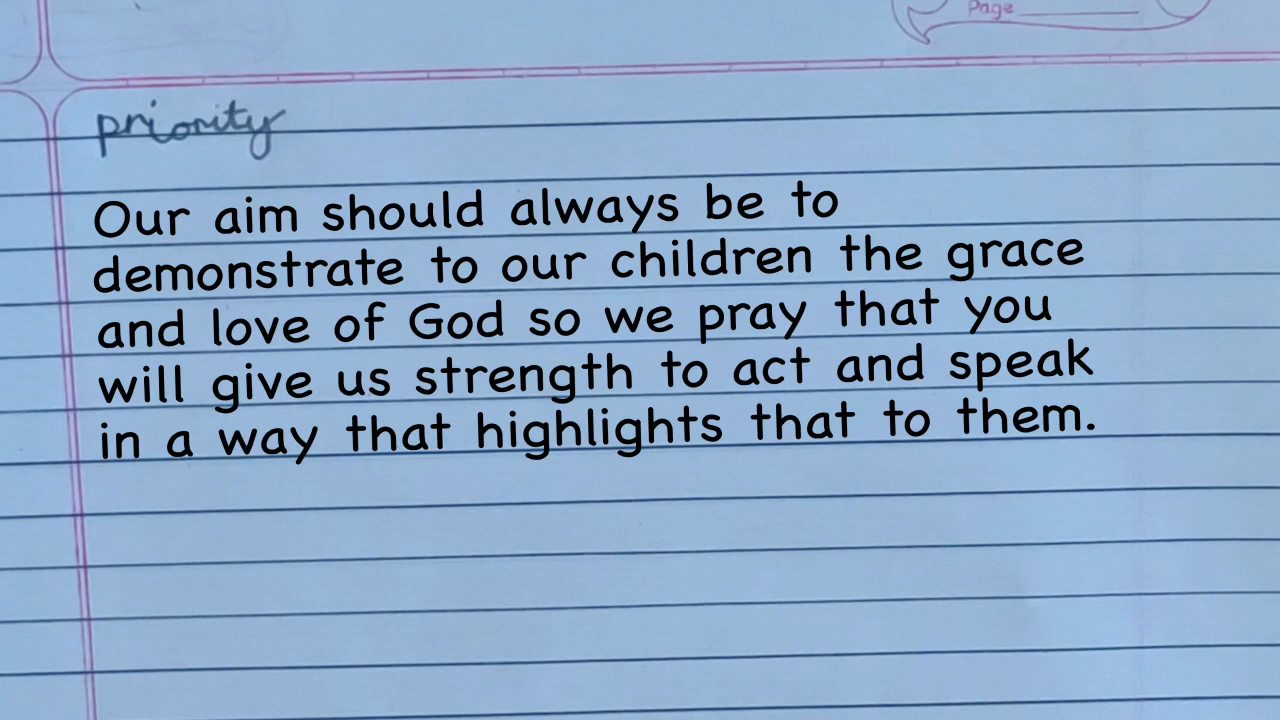 Page
priority
Our aim should always be to
demonstrate to our children the grace
and love of God so we pray that you
will give us strength to act and speak
in a way that highlights that to them.